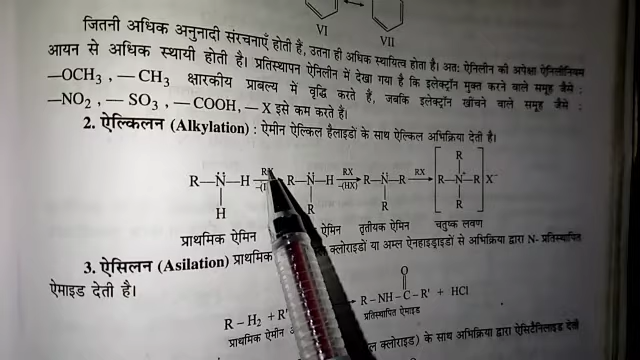 VI VII
जितनी अधिक अनुनादी संरचनाएँ होती हैं, उतना ही अधिक स्थायित्व होता है। अत: ऐनिलीन की अपेक्षा ऐनिलीनियम
आयन से अधिक स्थायी होती है। प्रतिस्थापन ऐनिलीन में देखा गया है कि इलेक्ट्रॉन मुक्त करने वाले समूह जैसे :
—OCH3 , — CH3 क्षारकीय प्राबल्य में वृद्धि करते हैं, जबकि इलेक्ट्रॉन खींचने वाले समूह जैसे :
—NO2 , — SO3 , — COOH, — X इसे कम करते हैं।
2. ऐल्किलन (Alkylation) : ऐमीन ऐल्किल हैलाइडों के साथ ऐल्किल अभिक्रिया देती है।
R R
R—N—H R—N—H RX -(HX) R—N—R RX R—N+—R X-
H R R R
प्राथमिक ऐमिन ऐमिन तृतीयक ऐमिन चतुष्क लवण
3. ऐसिलन (Asilation) प्राथमिक क्लोराइडों या अम्ल ऐनहाइड्राइडों से अभिक्रिया द्वारा N- प्रतिस्थापित
ऐमाइड देती है।
O
R – H2 + R' R – NH – C – R' + HCl
प्राथमिक ऐमीन प्रतिस्थापित ऐमाइड
क्लोराइड) के साथ अभिक्रिया द्वारा ऐसिटैनिलाइड देती